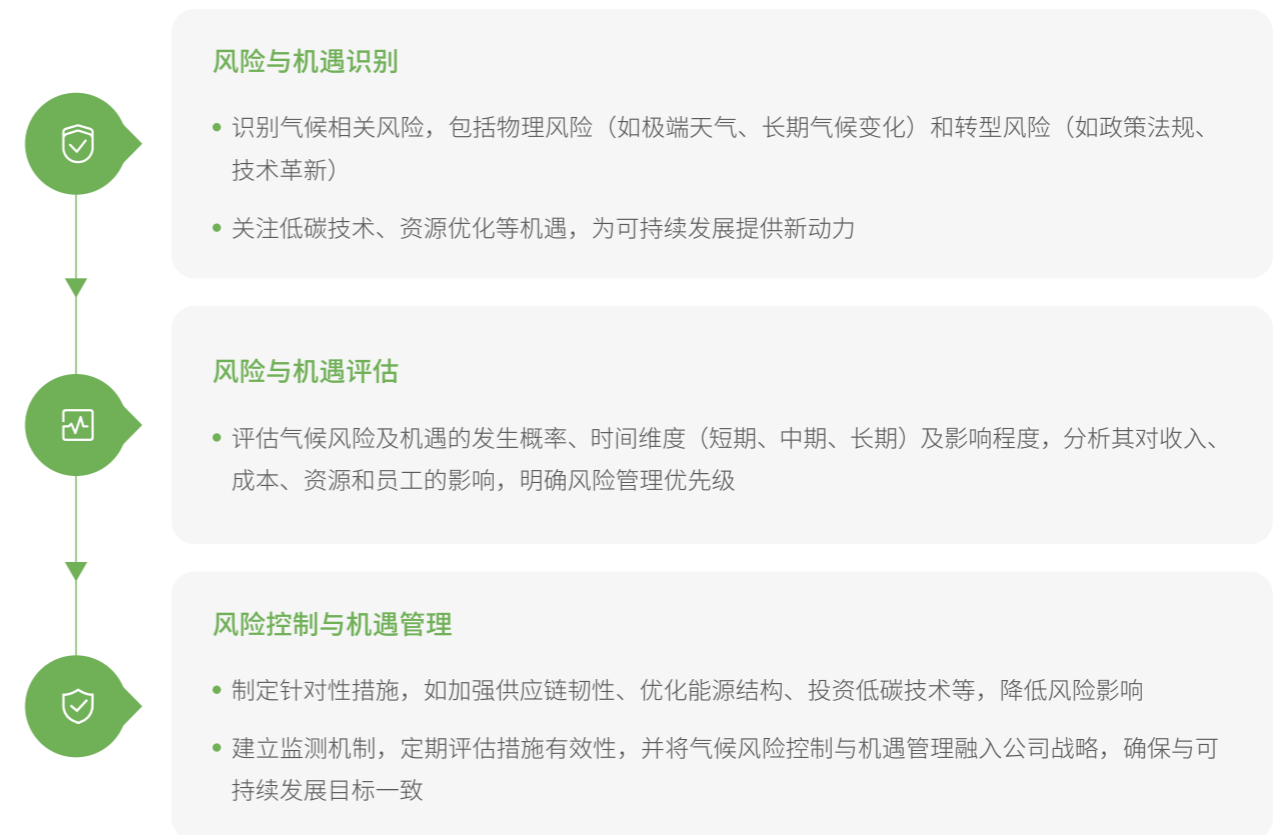 风险与机遇识别
识别气候相关风险，包括物理风险（如极端天气、长期气候变化）和转型风险（如政策法规、
技术革新）
关注低碳技术、资源优化等机遇，为可持续发展提供新动力
风险与机遇评估
评估气候风险及机遇的发生概率、时间维度（短期、中期、长期）及影响程度，分析其对收入、
成本、资源和员工的影响，明确风险管理优先级
风险控制与机遇管理
制定针对性措施，如加强供应链韧性、优化能源结构、投资低碳技术等，降低风险影响
建立监测机制，定期评估措施有效性，并将气候风险控制与机遇管理融入公司战略，确保与可
持续发展目标一致